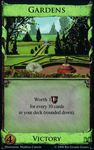 GARDENS
Worth 1
for every 10 cards
in your deck (rounded down).
4
VICTORY